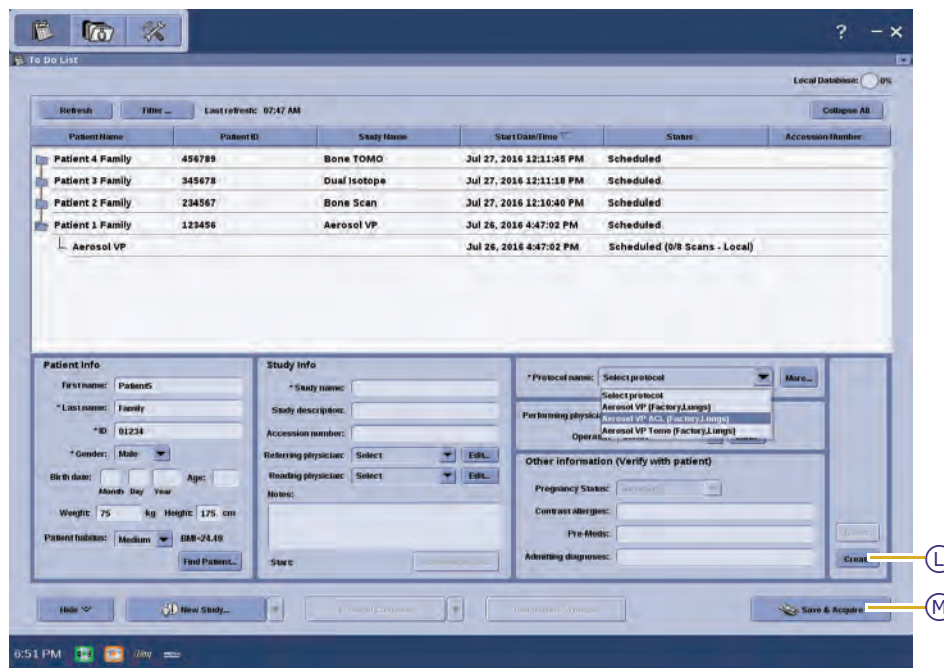 ? – ×
To Do List
Local Database: 0%
Refresh Filter ... Last refresh: 07:47 AM Collapse All
Patient Name Patient ID Study Name Start Date/Time Status Accession Number
Patient 4 Family 456789 Bone TOMO Jul 27, 2016 12:11:45 PM Scheduled
Patient 3 Family 345678 Dual Isotope Jul 27, 2016 12:11:18 PM Scheduled
Patient 2 Family 234567 Bone Scan Jul 27, 2016 12:10:40 PM Scheduled
Patient 1 Family 123456 Aerosol VP Jul 26, 2016 4:47:02 PM Scheduled
Aerosol VP Jul 26, 2016 4:47:02 PM Scheduled (0/8 Scans - Local)
Patient Info
First name: Patient5
*Last name: Family
*ID 01234
*Gender: Male
Birth date: Age:
Month Day Year
Weight: 75 kg Height: 175 cm
Patient habitus: Medium BMI=24.49
Find Patient...
Study Info
*Study name:
Study description:
Accession number:
Referring physician: Select Edit...
Reading physician: Select Edit...
Notes:
Start:
*Protocol name: Select protocol More...
Select protocol
Aerosol VP (Factory,Lungs)
Aerosol VP ACL (Factory,Lungs)
Aerosol VP Tomo (Factory,Lungs)
Performing physici
Operat
Other information (Verify with patient)
Pregnancy Status:
Contrast allergies:
Pre-Meds:
Admitting diagnoses:
Create
L
Hide New Study... Save & Acquire
M
6:51 PM